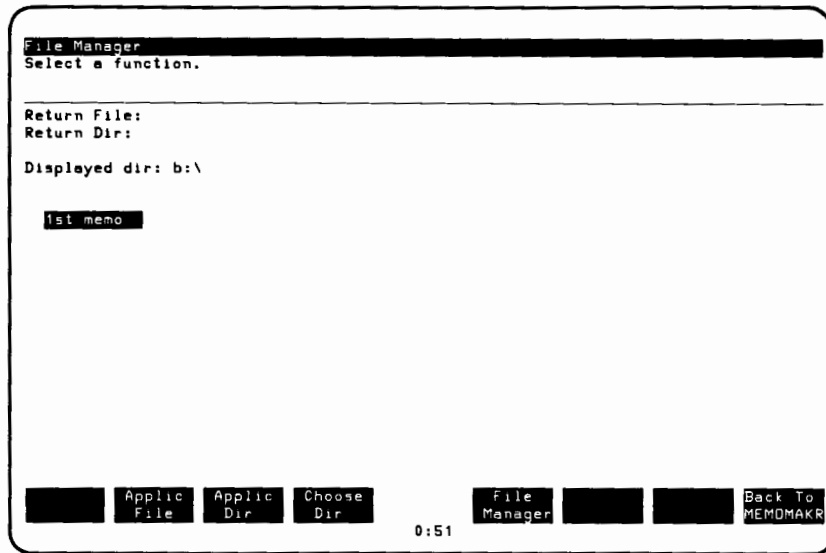 File Manager
Select a function.
Return File:
Return Dir:
Displayed dir: b:\
1st memo
Applic Applic Choose File Back To
File Dir Dir Manager MEMOMAKR
0:51